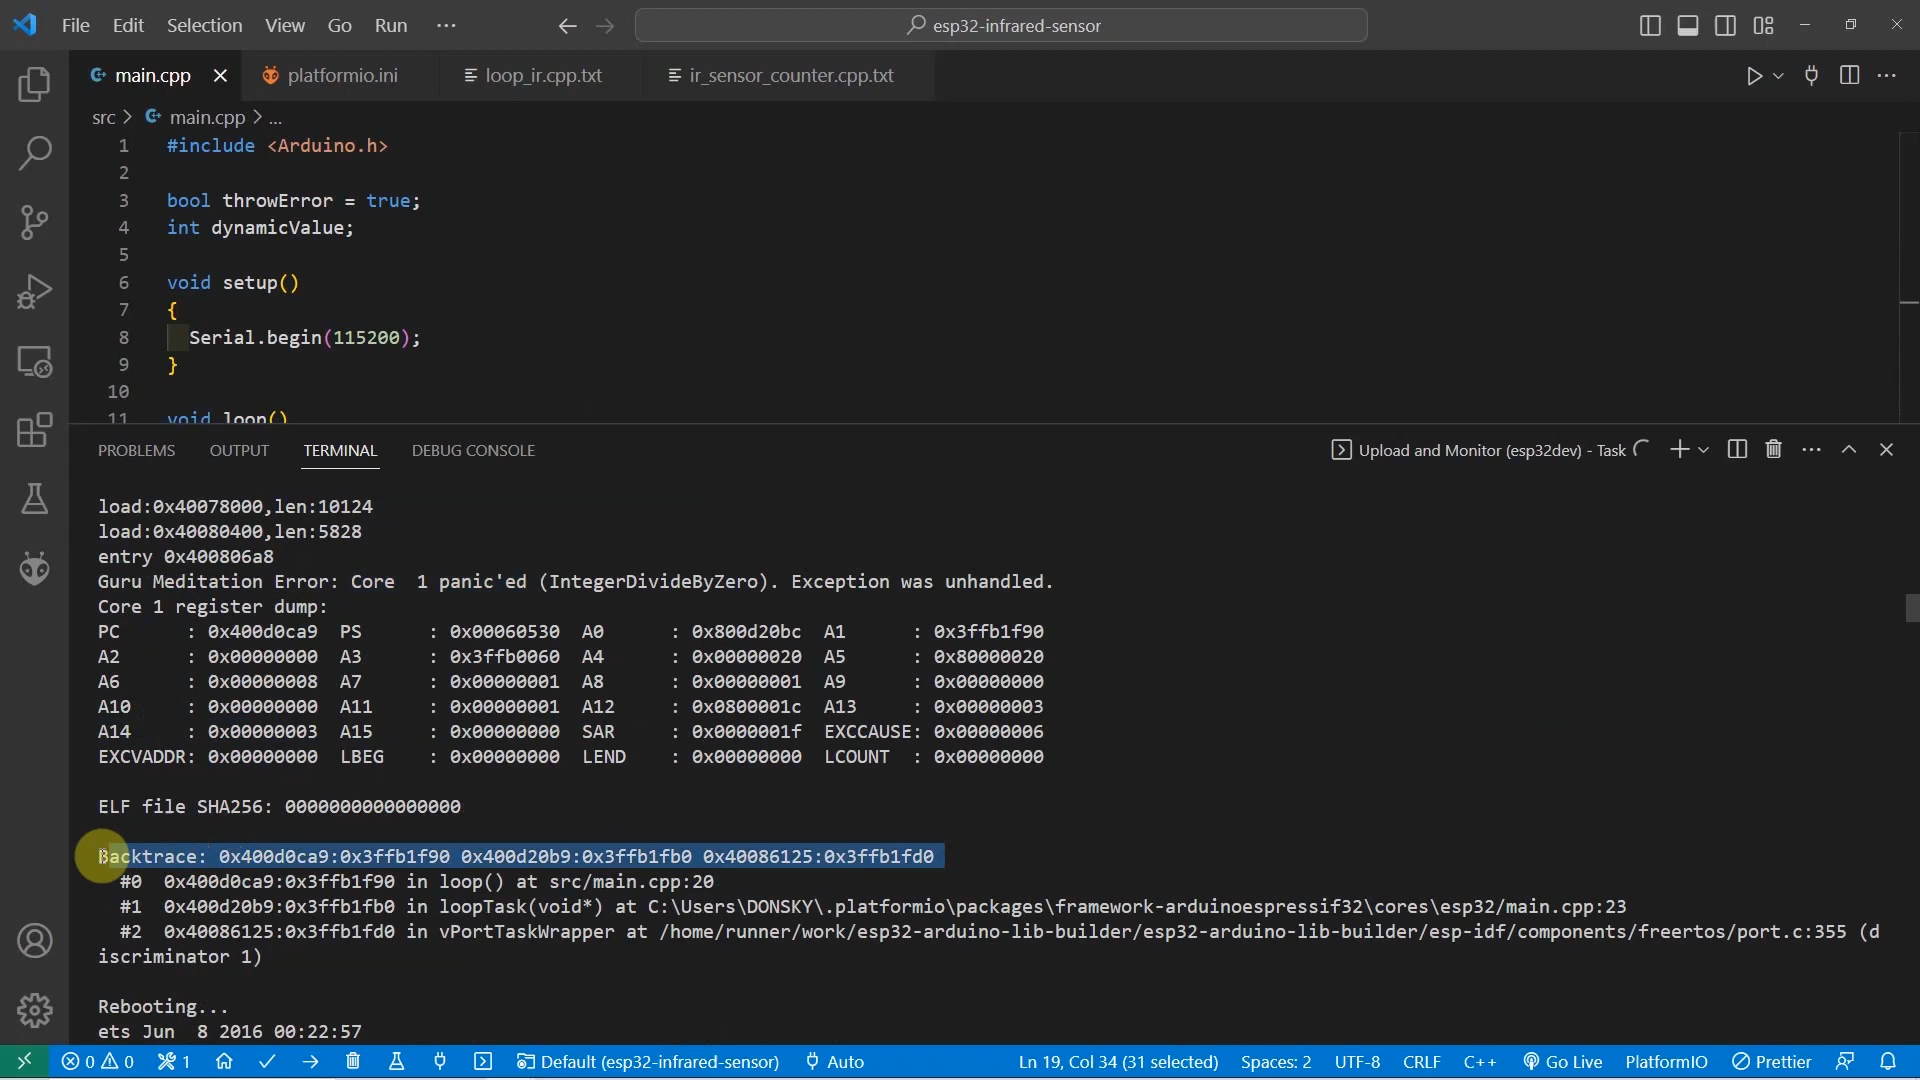 File Edit Selection View Go Run ··· esp32-infrared-sensor
main.cpp platformio.ini loop_ir.cpp.txt ir_sensor_counter.cpp.txt
src > main.cpp > ...
1 #include <Arduino.h>
2
3 bool throwError = true;
4 int dynamicValue;
5
6 void setup()
7 {
8 Serial.begin(115200);
9 }
10
11 void loop()
PROBLEMS OUTPUT TERMINAL DEBUG CONSOLE Upload and Monitor (esp32dev) - Task
load:0x40078000,len:10124
load:0x40080400,len:5828
entry 0x400806a8
Guru Meditation Error: Core  1 panic'ed (IntegerDivideByZero). Exception was unhandled.
Core 1 register dump:
PC : 0x400d0ca9 PS : 0x00060530 A0 : 0x800d20bc A1 : 0x3ffb1f90
A2 : 0x00000000 A3 : 0x3ffb0060 A4 : 0x00000020 A5 : 0x80000020
A6 : 0x00000008 A7 : 0x00000001 A8 : 0x00000001 A9 : 0x00000000
A10 : 0x00000000 A11 : 0x00000001 A12 : 0x0800001c A13 : 0x00000003
A14 : 0x00000003 A15 : 0x00000000 SAR : 0x0000001f EXCCAUSE: 0x00000006
EXCVADDR: 0x00000000 LBEG : 0x00000000 LEND : 0x00000000 LCOUNT : 0x00000000
ELF file SHA256: 0000000000000000
Backtrace: 0x400d0ca9:0x3ffb1f90 0x400d20b9:0x3ffb1fb0 0x40086125:0x3ffb1fd0
#0 0x400d0ca9:0x3ffb1f90 in loop() at src/main.cpp:20
#1 0x400d20b9:0x3ffb1fb0 in loopTask(void*) at C:\Users\DONSKY\.platformio\packages\framework-arduinoespressif32\cores\esp32/main.cpp:23
#2 0x40086125:0x3ffb1fd0 in vPortTaskWrapper at /home/runner/work/esp32-arduino-lib-builder/esp32-arduino-lib-builder/esp-idf/components/freertos/port.c:355 (d
iscriminator 1)
Rebooting...
ets Jun  8 2016 00:22:57
0 0 1 Default (esp32-infrared-sensor) Auto Ln 19, Col 34 (31 selected) Spaces: 2 UTF-8 CRLF C++ Go Live PlatformIO Prettier